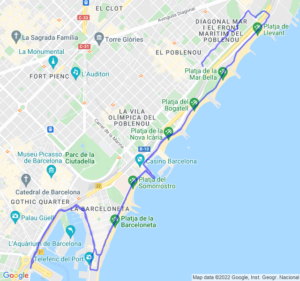 EL CLOT
Avinguda Diagonal
C-31
DIAGONAL MAR
I EL FRONT
MARÍTIM DEL
POBLENOU
La Sagrada Família
Torre Glòries
Platja de
Llevant
La Monumental
EL POBLENOU
FORT PIENC
L'Auditori
Platja de la
Mar Bella
Platja del
Bogatell
LA VILA
OLÍMPICA DEL
POBLENOU
Platja de la
Nova Icària
B-10
Museu Picasso
de Barcelona
Parc de la
Ciutadella
Casino Barcelona
Catedral de
Barcelona
Platja del
Somorrostro
GOTHIC QUARTER
LA BARCELONETA
Palau Güell
Platja de la
Barceloneta
L'Aquàrium de Barcelona
Telefèric del Port
Google
Map data ©2022 Google, Inst. Geogr. Nacional